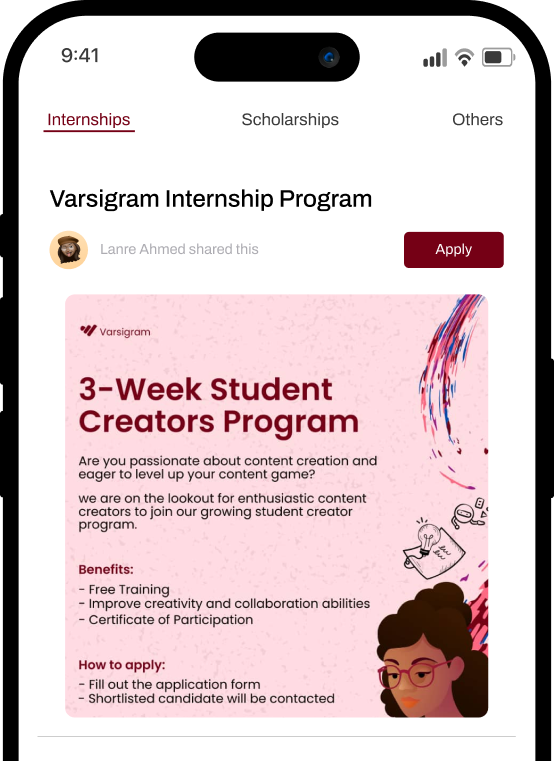 9:41
Internships Scholarships Others
Varsigram Internship Program
Lanre Ahmed shared this
Apply
Varsigram
3-Week Student
Creators Program
Are you passionate about content creation and
eager to level up your content game?
we are on the lookout for enthusiastic content
creators to join our growing student creator
program.
Benefits:
- Free Training
- Improve creativity and collaboration abilities
- Certificate of Participation
How to apply:
- Fill out the application form
- Shortlisted candidate will be contacted